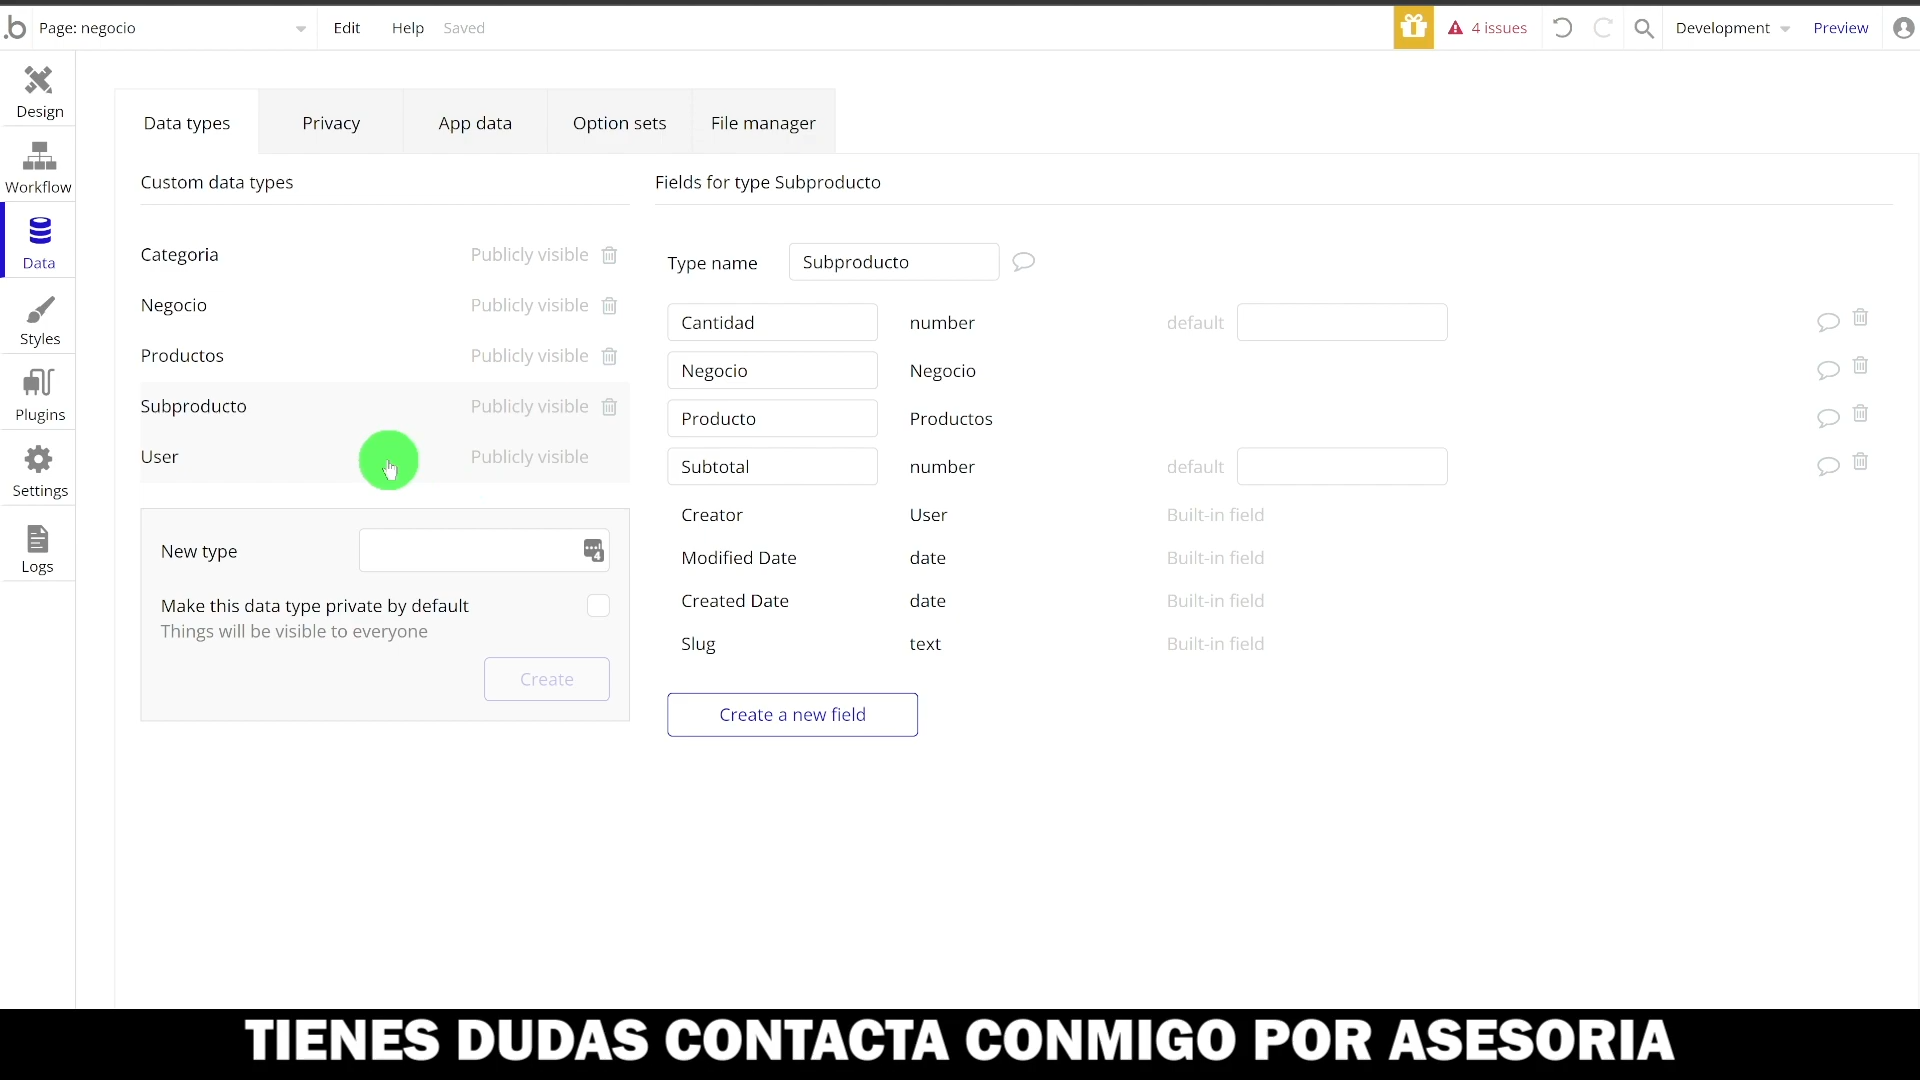 .b Page: negocio Edit Help Saved 4 issues Development Preview
Design
Workflow
Data
Styles
Plugins
Settings
Logs
Data types Privacy App data Option sets File manager
Custom data types
Categoria Publicly visible
Negocio Publicly visible
Productos Publicly visible
Subproducto Publicly visible
User Publicly visible
New type
4
Make this data type private by default
Things will be visible to everyone
Create
Fields for type Subproducto
Type name Subproducto
Cantidad number default
Negocio Negocio
Producto Productos
Subtotal number default
Creator User Built-in field
Modified Date date Built-in field
Created Date date Built-in field
Slug text Built-in field
Create a new field
TIENES DUDAS CONTACTA CONMIGO POR ASESORIA